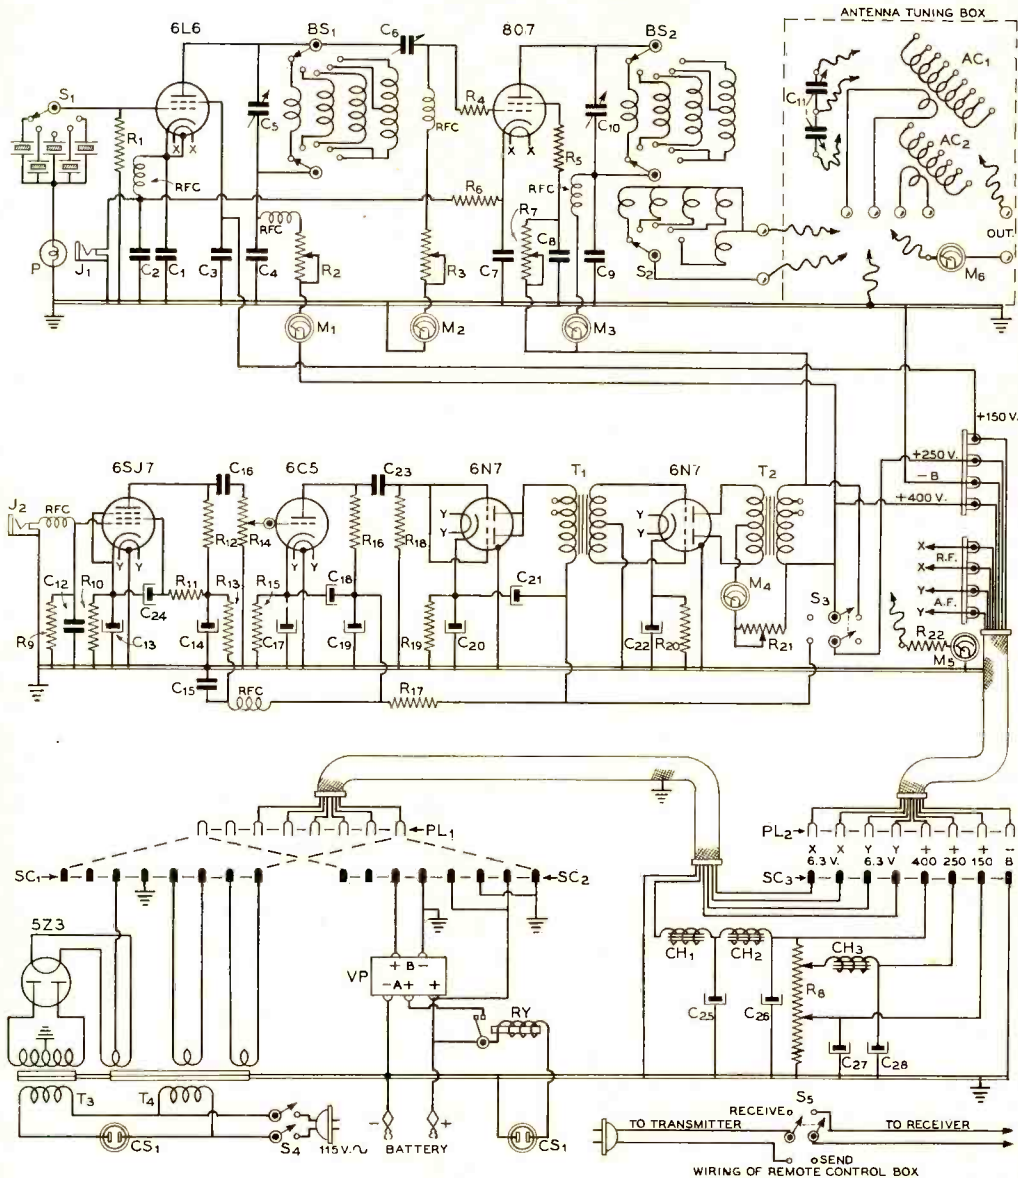 ANTENNA TUNING BOX
6L6
BS1
C6
807
BS2
AC1
S1
R1
C5
RFC
R4
C10
C11
R5
AC2
X X
X X
RFC
R6
RFC
R7
RFC
P
J1
C2
C1
C3
C4
R2
R3
C7
C8
C9
S2
OUT
M6
M1
M2
M3
+150 V.
+250 V.
- B
+400 V.
J2
RFC
6SJ7
C16
6C5
C23
6N7
T1
6N7
T2
Y
Y
Y
Y
R12
R14
R16
R18
X
R.F.
X
Y
A.F.
Y
Y Y
Y Y
C12
R10
R11
R13
R15
C18
C21
M4
S3
C24
R9
C13
C14
C17
C19
R19
C20
C22
R20
R21
R22
M5
C15
RFC
R17
PL1
PL2
X X Y Y + + + -
6.3 V. 6.3 V 400 250 150 B
SC1
SC2
SC3
5Z3
VP
+ B -
- A + +
RY
CH1
CH2
CH3
R8
C25
C26
C27
C28
T3
T4
CS1
S4
115 V.~
- BATTERY +
CS1
S5
RECEIVE
TO TRANSMITTER
TO RECEIVER
SEND
WIRING OF REMOTE CONTROL BOX